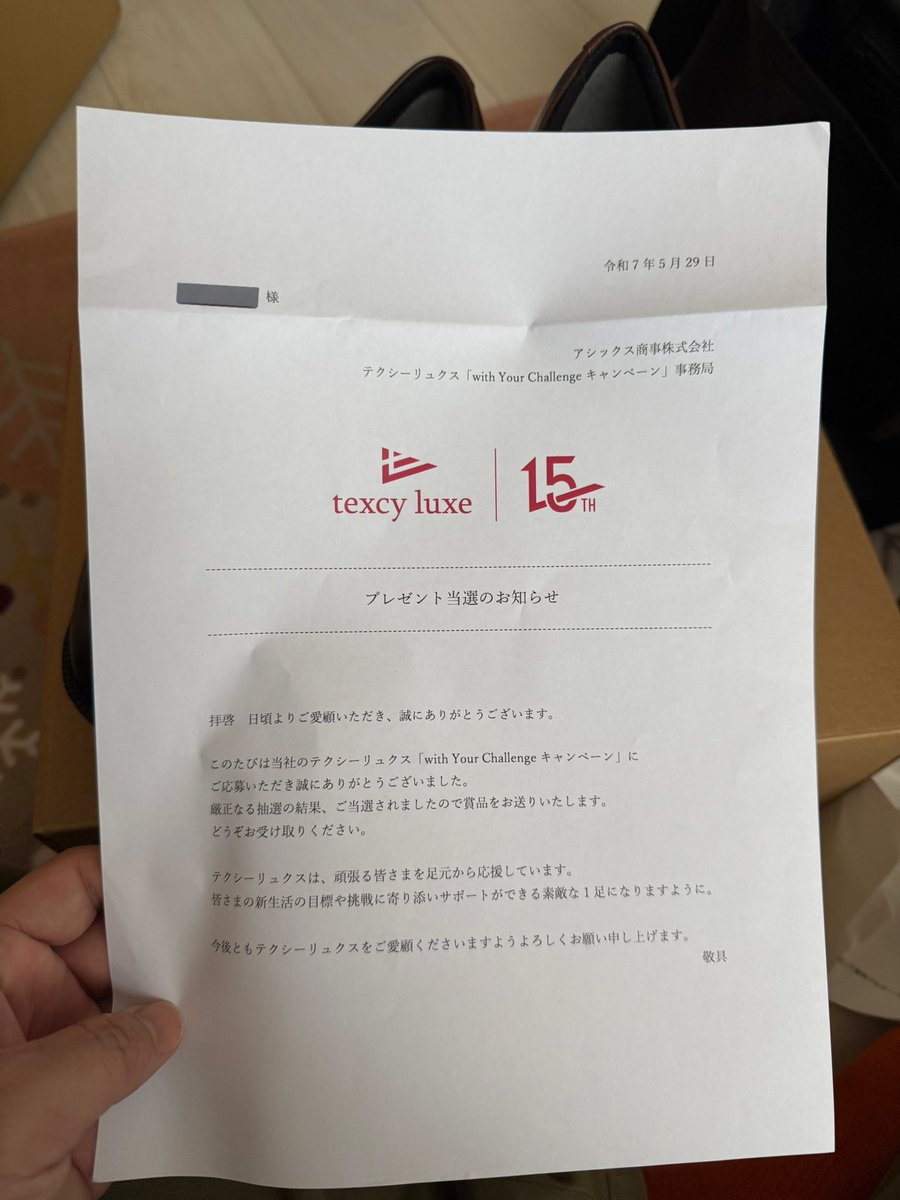 令和7年5月29日
様
アシックス商事株式会社
テクシーリュクス「with Your Challenge キャンペーン」事務局
texcy luxe
15TH
プレゼント当選のお知らせ
拝啓　日頃よりご愛顧いただき、誠にありがとうございます。
このたびは当社のテクシーリュクス「with Your Challenge キャンペーン」に
ご応募いただき誠にありがとうございました。
厳正なる抽選の結果、ご当選されましたので賞品をお送りいたします。
どうぞお受け取りください。
テクシーリュクスは、頑張る皆さまを足元から応援しています。
皆さまの新生活の目標や挑戦に寄り添いサポートができる素敵な1足になりますように。
今後ともテクシーリュクスをご愛顧くださいますようよろしくお願い申し上げます。
敬具